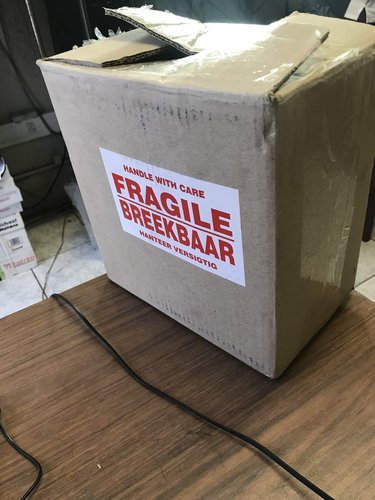 HANDLE WITH CARE
FRAGILE
BREEKBAAR
HANTEER VERSIGTIG